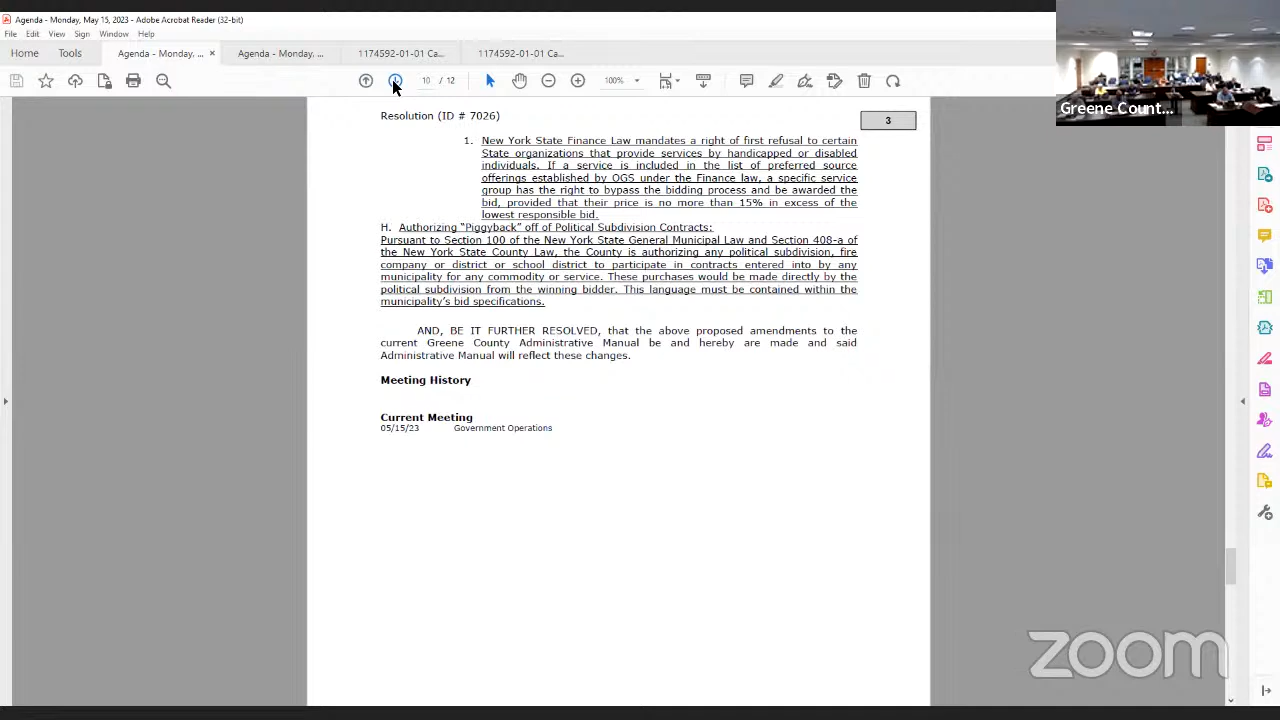 Agenda - Monday, May 15, 2023 - Adobe Acrobat Reader (32-bit)
File Edit View Sign Window Help
Home Tools Agenda - Monday, ... × Agenda - Monday, ... 1174592-01-01 Ca... 1174592-01-01 Ca...
10 / 12 100%
Greene Count...
Resolution (ID # 7026)
3
1. New York State Finance Law mandates a right of first refusal to certain
State organizations that provide services by handicapped or disabled
individuals. If a service is included in the list of preferred source
offerings established by OGS under the Finance law, a specific service
group has the right to bypass the bidding process and be awarded the
bid, provided that their price is no more than 15% in excess of the
lowest responsible bid.
H. Authorizing “Piggyback” off of Political Subdivision Contracts:
Pursuant to Section 100 of the New York State General Municipal Law and Section 408-a of
the New York State County Law, the County is authorizing any political subdivision, fire
company or district or school district to participate in contracts entered into by any
municipality for any commodity or service. These purchases would be made directly by the
political subdivision from the winning bidder. This language must be contained within the
municipality’s bid specifications.
AND, BE IT FURTHER RESOLVED, that the above proposed amendments to the
current Greene County Administrative Manual be and hereby are made and said
Administrative Manual will reflect these changes.
Meeting History
Current Meeting
05/15/23 Government Operations
zoom